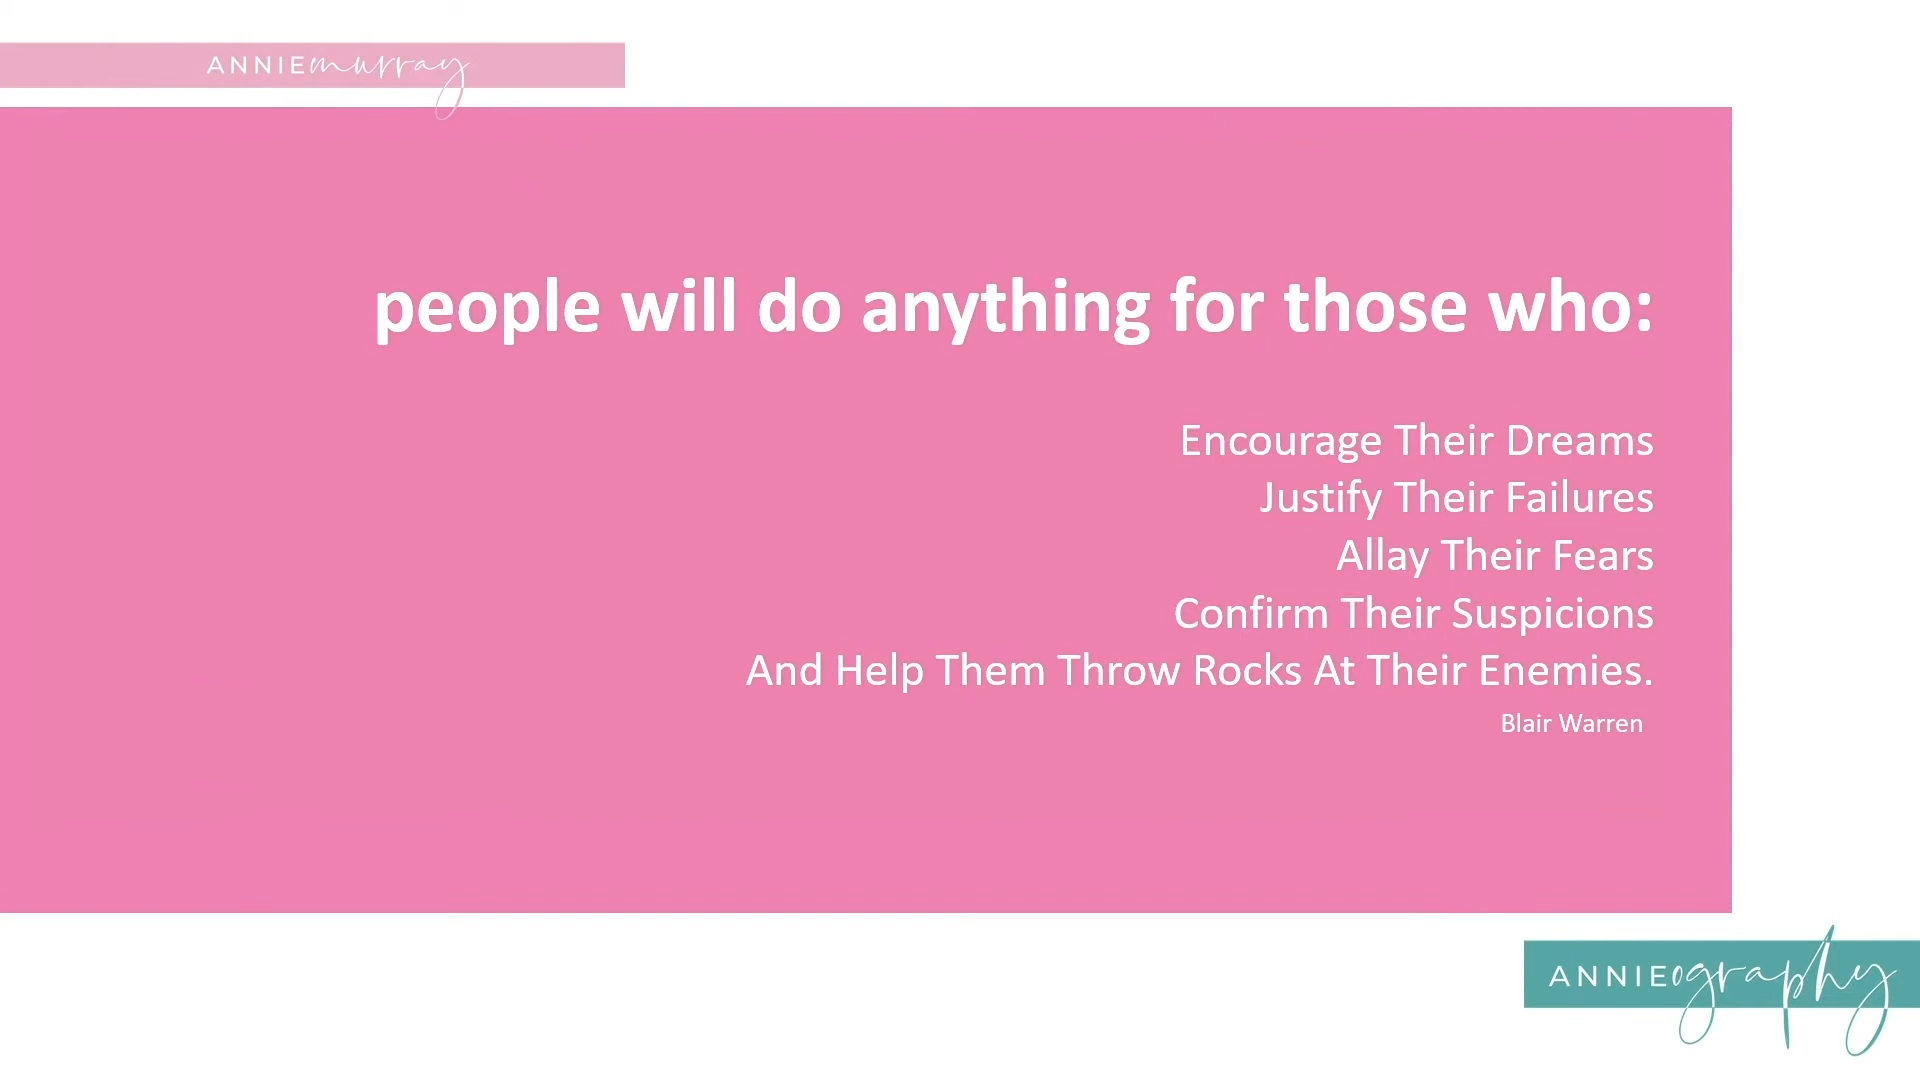 ANNIEmurray
people will do anything for those who:
Encourage Their Dreams
Justify Their Failures
Allay Their Fears
Confirm Their Suspicions
And Help Them Throw Rocks At Their Enemies.
Blair Warren
ANNIEography